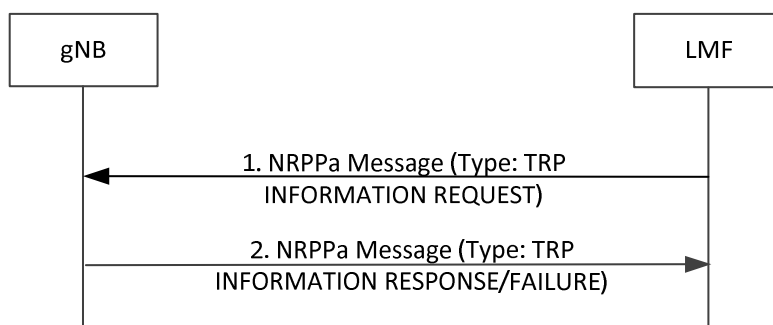 gNB
LMF
1. NRPPa Message (Type: TRP
INFORMATION REQUEST)
2. NRPPa Message (Type: TRP
INFORMATION RESPONSE/FAILURE)